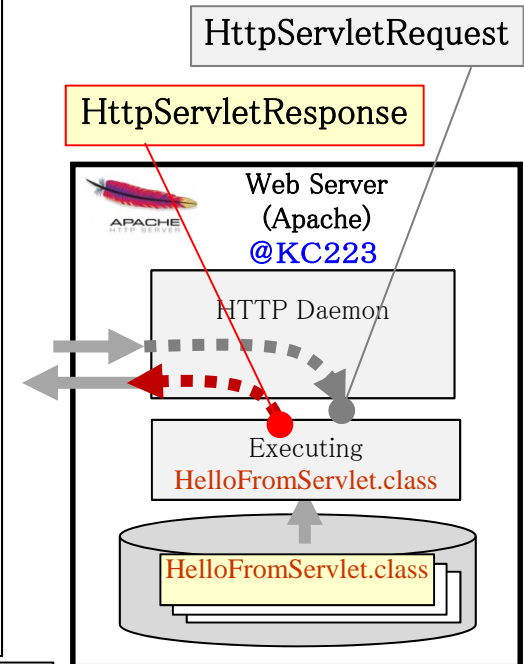 HttpServletRequest
HttpServletResponse
APACHE
HTTP SERVER
Web Server
(Apache)
@KC223
HTTP Daemon
Executing
HelloFromServlet.class
HelloFromServlet.class